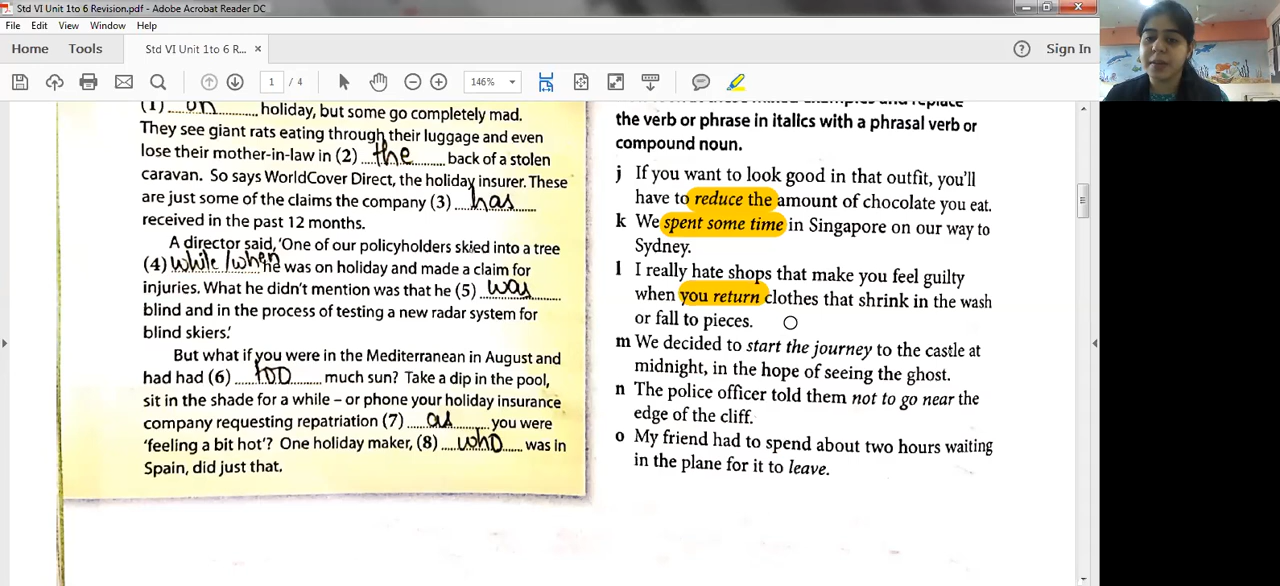 Std VI Unit 1to 6 Revision.pdf - Adobe Acrobat Reader DC
File Edit View Window Help
Home Tools Std VI Unit 1to 6 R... × Sign In
1 / 4 146%
(1) on holiday, but some go completely mad.
They see giant rats eating through their luggage and even
lose their mother-in-law in (2) the back of a stolen
caravan. So says WorldCover Direct, the holiday insurer. These
are just some of the claims the company (3) has
received in the past 12 months.
A director said, 'One of our policyholders skied into a tree
(4) while/when he was on holiday and made a claim for
injuries. What he didn't mention was that he (5) was
blind and in the process of testing a new radar system for
blind skiers.'
But what if you were in the Mediterranean in August and
had had (6) too much sun? Take a dip in the pool,
sit in the shade for a while – or phone your holiday insurance
company requesting repatriation (7) as you were
'feeling a bit hot'? One holiday maker, (8) who was in
Spain, did just that.
and replace
the verb or phrase in italics with a phrasal verb or
compound noun.
j If you want to look good in that outfit, you'll
have to reduce the amount of chocolate you eat.
k We spent some time in Singapore on our way to
Sydney.
l I really hate shops that make you feel guilty
when you return clothes that shrink in the wash
or fall to pieces.
m We decided to start the journey to the castle at
midnight, in the hope of seeing the ghost.
n The police officer told them not to go near the
edge of the cliff.
o My friend had to spend about two hours waiting
in the plane for it to leave.